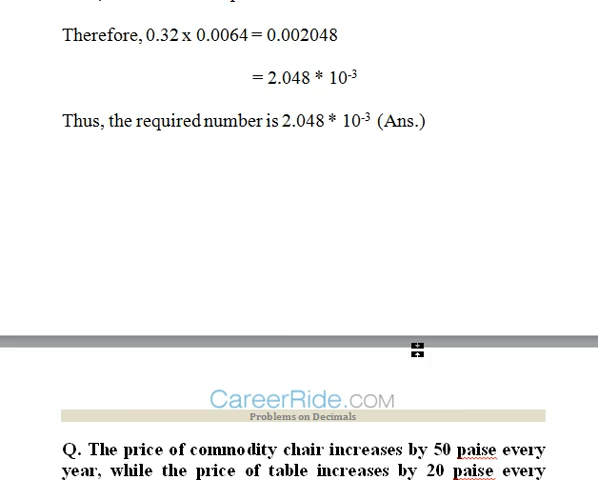 Therefore, 0.32 x 0.0064 = 0.002048
= 2.048 * 10⁻³
Thus, the required number is 2.048 * 10⁻³ (Ans.)
CareerRide.COM
Problems on Decimals
Q. The price of commodity chair increases by 50 paise every
year, while the price of table increases by 20 paise every